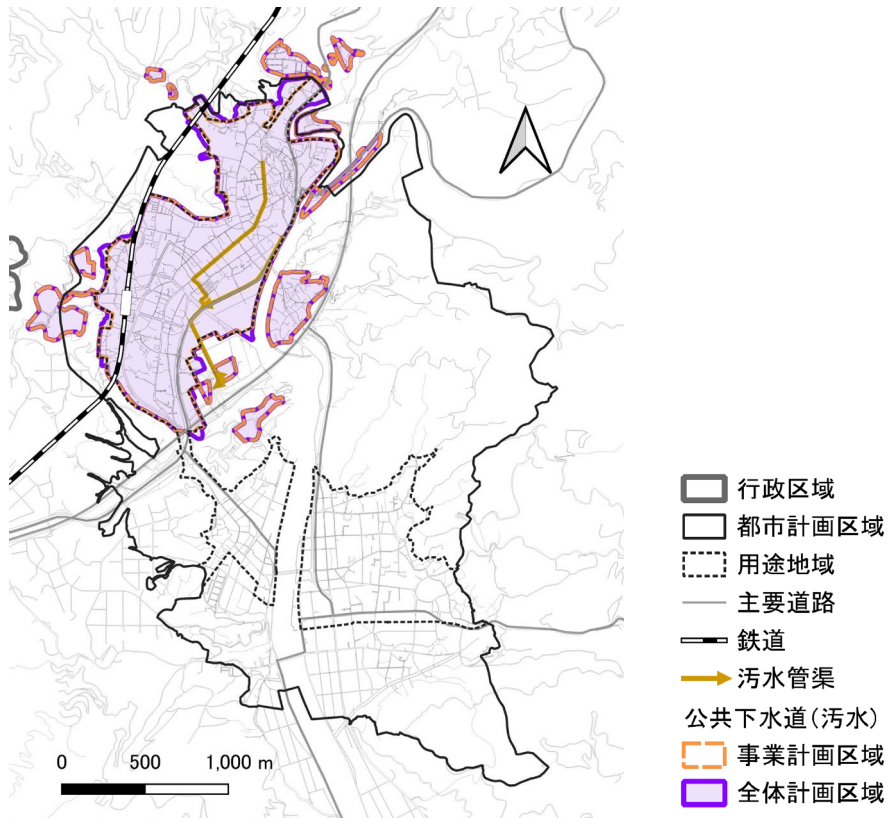 行政区域
都市計画区域
用途地域
主要道路
鉄道
汚水管渠
公共下水道(汚水)
事業計画区域
全体計画区域
0 500 1,000 m